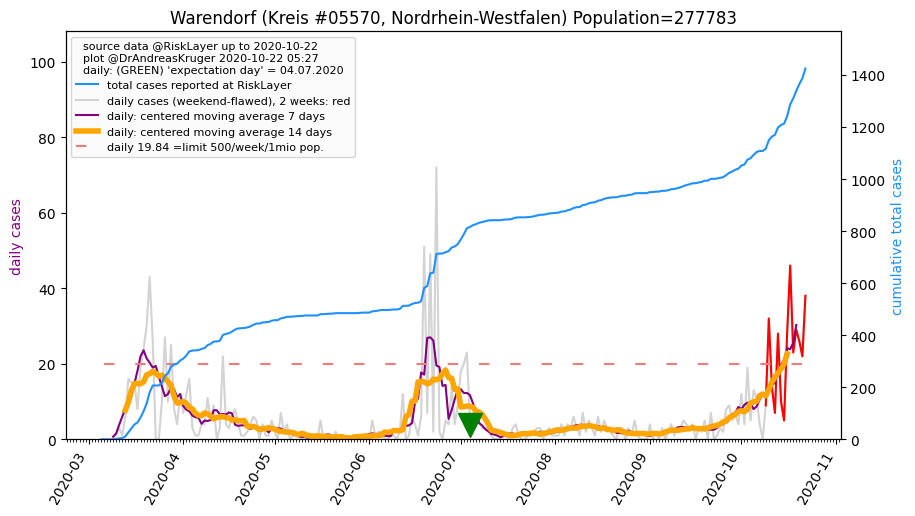 Warendorf (Kreis #05570, Nordrhein-Westfalen) Population=277783
source data @RiskLayer up to 2020-10-22
plot @DrAndreasKruger 2020-10-22 05:27
daily: (GREEN) 'expectation day' = 04.07.2020
total cases reported at RiskLayer
daily cases (weekend-flawed), 2 weeks: red
daily: centered moving average 7 days
daily: centered moving average 14 days
daily 19.84 =limit 500/week/1mio pop.
daily cases
100
80
60
40
20
0
1400
1200
1000
800
600
400
200
0
cumulative total cases
2020-03
2020-04
2020-05
2020-06
2020-07
2020-08
2020-09
2020-10
2020-11